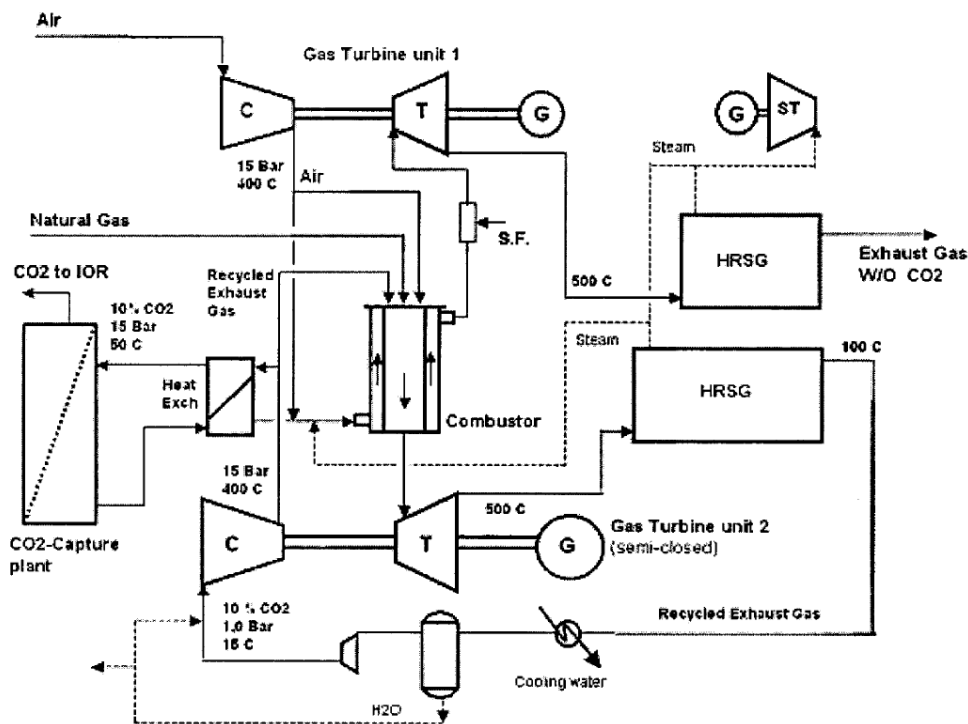 Air
Gas Turbine unit 1
C
T
G
G
ST
Steam
15 Bar
400 C
Air
Natural Gas
S.F.
HRSG
Exhaust Gas
W/O CO2
CO2 to IOR
Recycled
Exhaust
Gas
500 C
10% CO2
15 Bar
50 C
Steam
100 C
Heat
Exch
HRSG
Combustor
15 Bar
400 C
500 C
C
T
G
Gas Turbine unit 2
(semi-closed)
CO2-Capture
plant
10 % CO2
1,0 Bar
15 C
Recycled Exhaust Gas
Cooling water
H2O